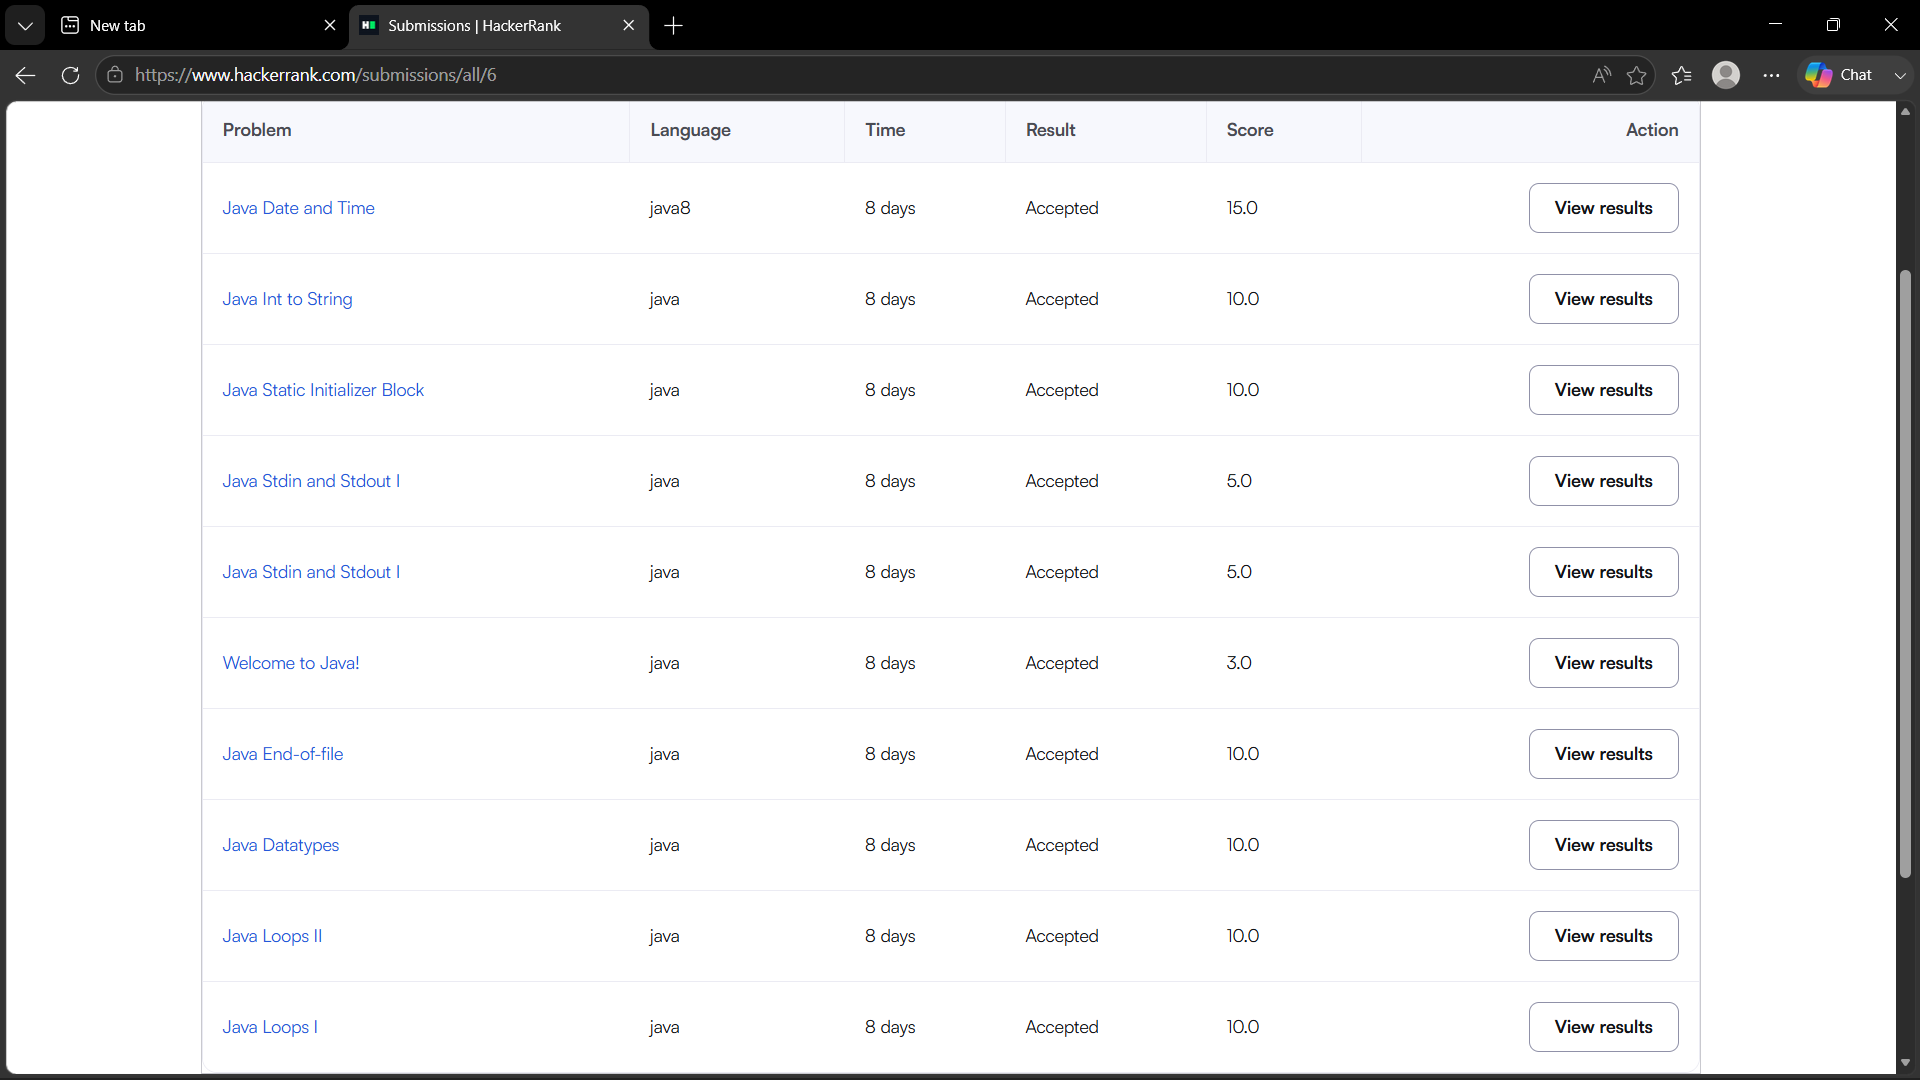 New tab
Submissions | HackerRank
https://www.hackerrank.com/submissions/all/6
Chat
Problem Language Time Result Score Action
Java Date and Time java8 8 days Accepted 15.0 View results
Java Int to String java 8 days Accepted 10.0 View results
Java Static Initializer Block java 8 days Accepted 10.0 View results
Java Stdin and Stdout I java 8 days Accepted 5.0 View results
Java Stdin and Stdout I java 8 days Accepted 5.0 View results
Welcome to Java! java 8 days Accepted 3.0 View results
Java End-of-file java 8 days Accepted 10.0 View results
Java Datatypes java 8 days Accepted 10.0 View results
Java Loops II java 8 days Accepted 10.0 View results
Java Loops I java 8 days Accepted 10.0 View results